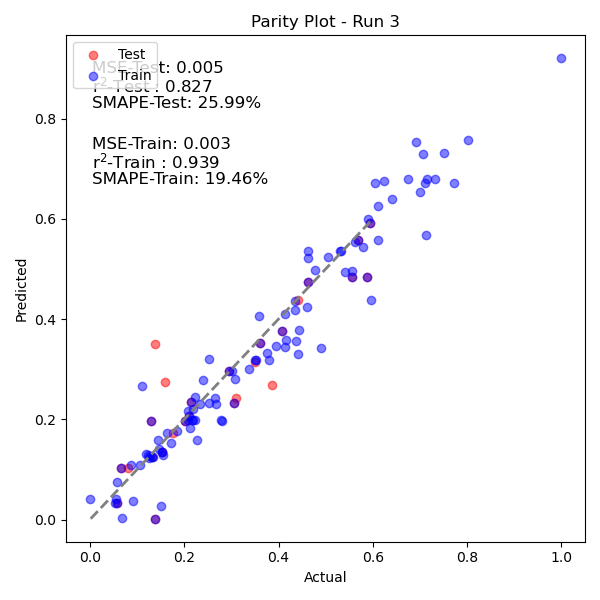 Parity Plot - Run 3
Test
Train
MSE-Test: 0.005
r²-Test : 0.827
SMAPE-Test: 25.99%
MSE-Train: 0.003
r²-Train : 0.939
SMAPE-Train: 19.46%
0.8
0.6
0.4
0.2
0.0
Predicted
0.0 0.2 0.4 0.6 0.8 1.0
Actual